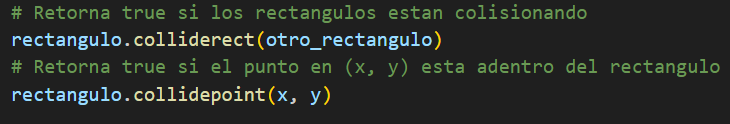 # Retorna true si los rectangulos estan colisionando
rectangulo.colliderect(otro_rectangulo)
# Retorna true si el punto en (x, y) esta adentro del rectangulo
rectangulo.collidepoint(x, y)